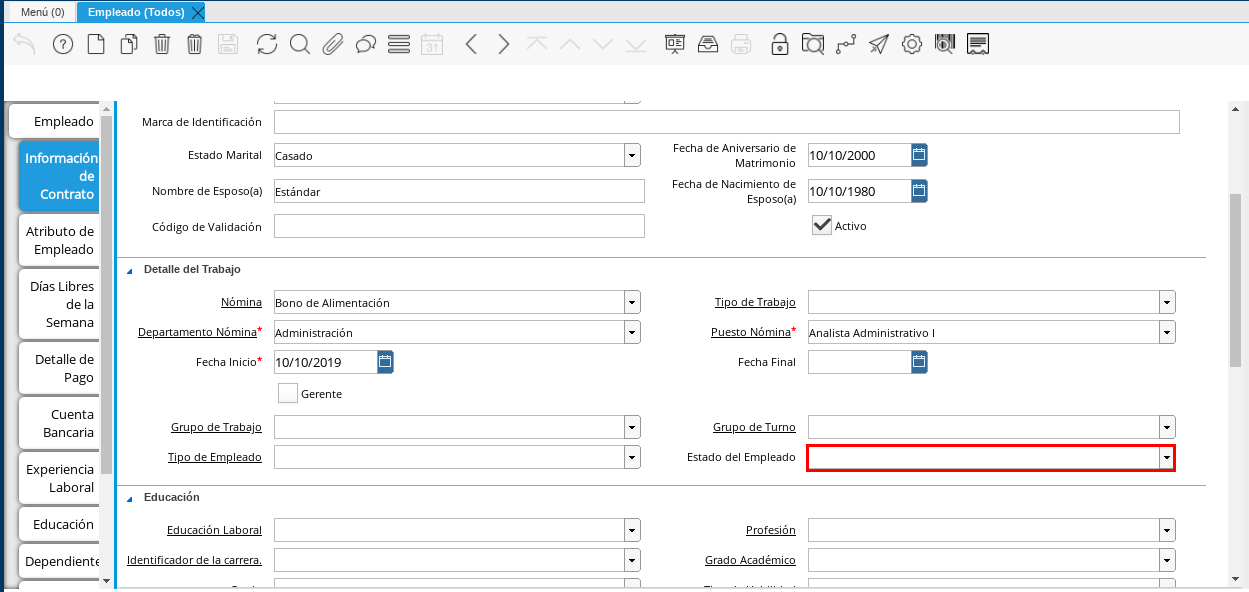 Menú (0)
Empleado (Todos)
31
Empleado
Información
de
Contrato
Atributo de
Empleado
Días Libres
de la
Semana
Detalle de
Pago
Cuenta
Bancaria
Experiencia
Laboral
Educación
Dependiente
Marca de Identificación
Estado Marital Casado Fecha de Aniversario de
Matrimonio 10/10/2000
Nombre de Esposo(a) Estándar Fecha de Nacimiento de
Esposo(a) 10/10/1980
Código de Validación Activo
Detalle del Trabajo
Nómina Bono de Alimentación Tipo de Trabajo
Departamento Nómina* Administración Puesto Nómina* Analista Administrativo I
Fecha Inicio* 10/10/2019 Fecha Final
Gerente
Grupo de Trabajo Grupo de Turno
Tipo de Empleado Estado del Empleado
Educación
Educación Laboral Profesión
Identificador de la carrera. Grado Académico